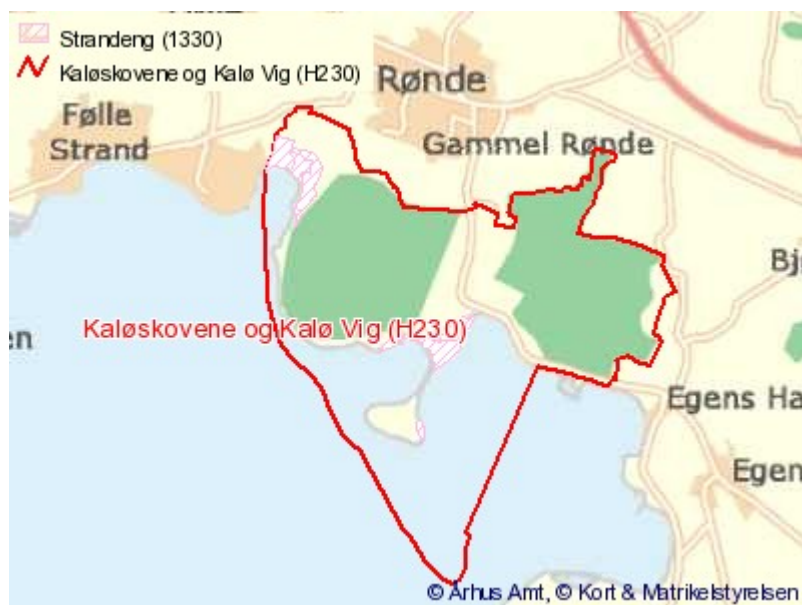 Strandeng (1330)
Kaløskovene og Kalø Vig (H230)
Rønde
Følle
Strand
Gammel Rønde
Kaløskovene og Kalø Vig (H230)
en
Egens Ha
Egen
© Århus Amt, © Kort & Matrikelstyrelsen